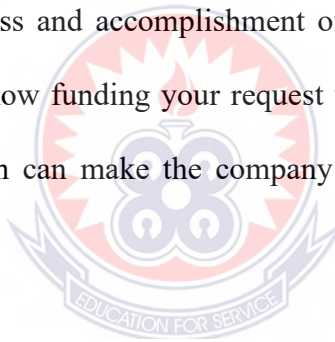 ss and accomplishment o
ow funding your request
n can make the company
EDUCATION FOR SERVICE